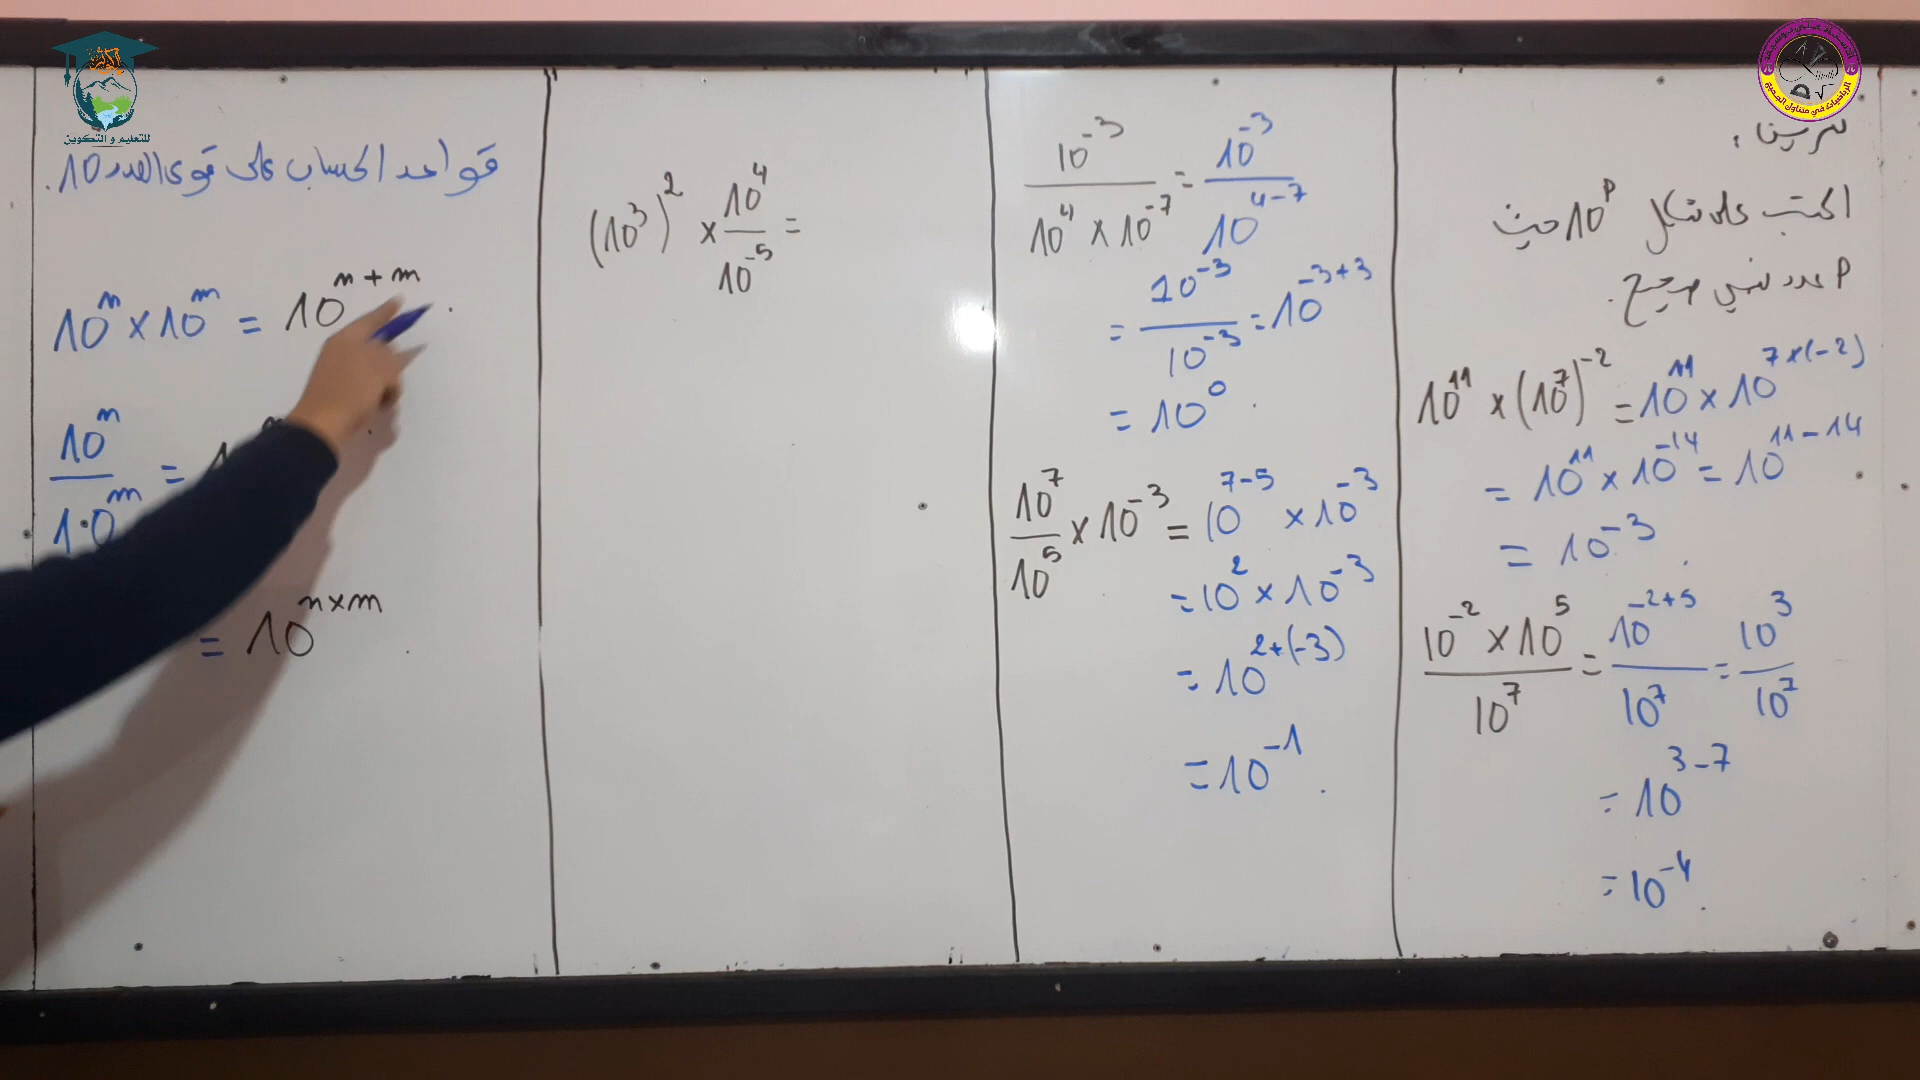 للتعليم و التكوين
تمرين:
اكتب على شكل 10^p حيث
p عدد نسبي صحيح.
10^11 × (10^7)^-2 = 10^11 × 10^7×(-2)
= 10^11 × 10^-14 = 10^11-14
= 10^-3.
10^-2 × 10^5 / 10^7 = 10^-2+5 / 10^7 = 10^3 / 10^7
= 10^3-7
= 10^-4.
10^-3 / 10^4 × 10^-7 = 10^-3 / 10^4-7
= 10^-3 / 10^-3 = 10^-3+3
= 10^0.
10^7 / 10^5 × 10^-3 = 10^7-5 × 10^-3
= 10^2 × 10^-3
= 10^2+(-3)
= 10^-1.
(10^3)^2 × 10^4 / 10^-5 =
قواعد الحساب على قوى العدد 10.
10^n × 10^m = 10^n+m.
10^n / 10^m =
= 10^n×m.